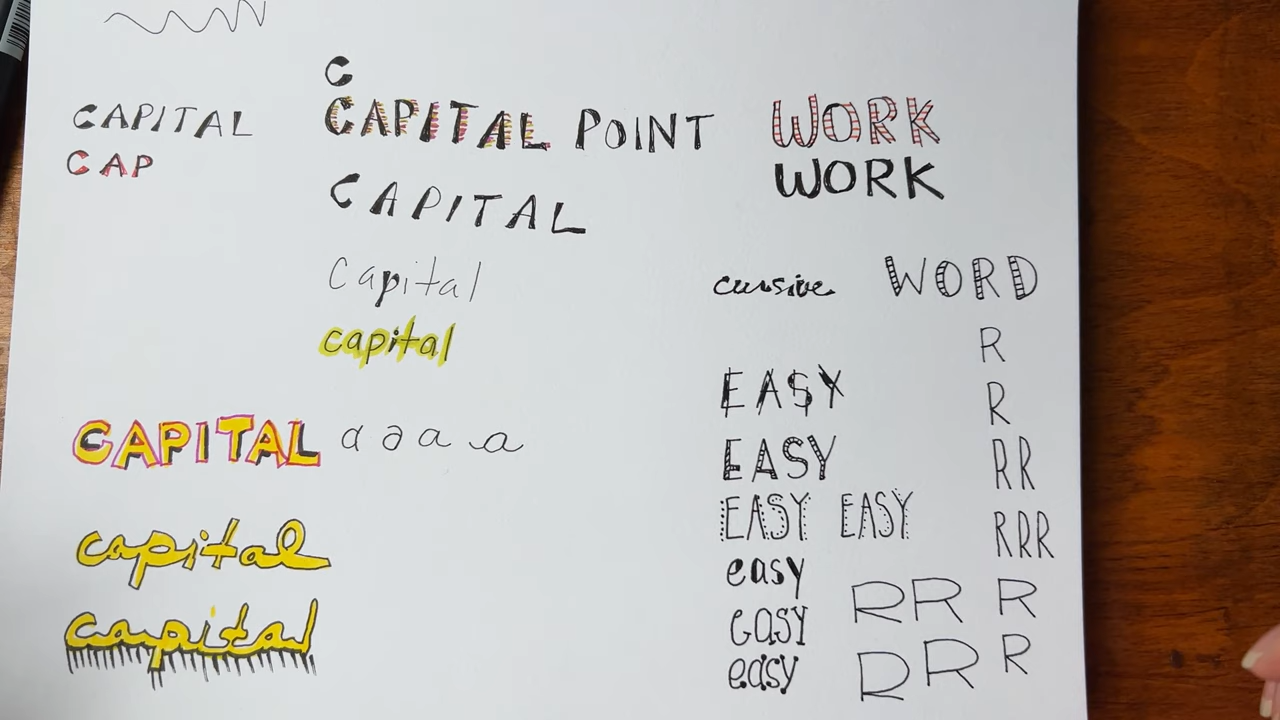 C
CAPITAL CAPITAL POINT WORK
CAP WORK
CAPITAL
Capital cursive WORD
capital R
EASY R
CAPITAL a a a a EASY RR
EASY EASY RRR
capital easy
easy RR R
capital easy R R R